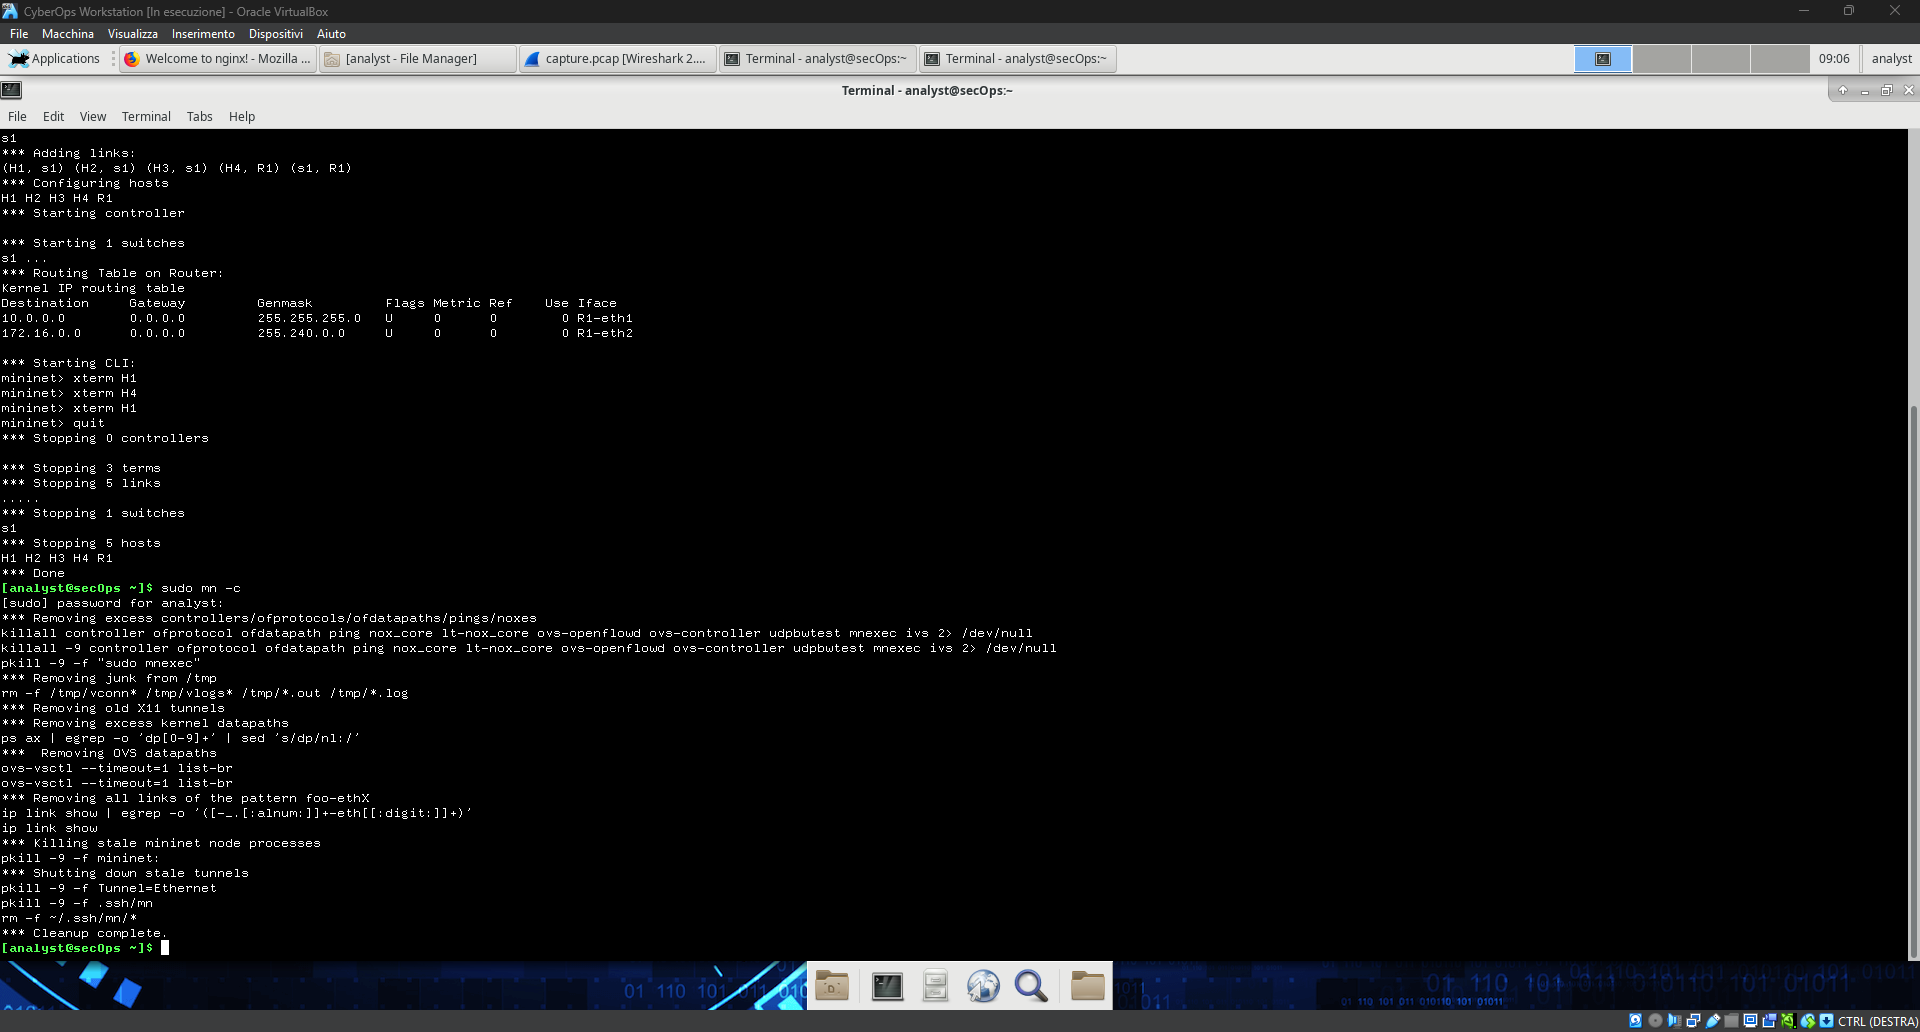 CyberOps Workstation [In esecuzione] - Oracle VirtualBox
File Macchina Visualizza Inserimento Dispositivi Aiuto
Applications Welcome to nginx! - Mozilla ... [analyst - File Manager] capture.pcap [Wireshark 2.... Terminal - analyst@secOps:~ Terminal - analyst@secOps:~ 09:06 analyst
Terminal - analyst@secOps:~
File Edit View Terminal Tabs Help
s1
*** Adding links:
(H1, s1) (H2, s1) (H3, s1) (H4, R1) (s1, R1)
*** Configuring hosts
H1 H2 H3 H4 R1
*** Starting controller
*** Starting 1 switches
s1 ...
*** Routing Table on Router:
Kernel IP routing table
Destination     Gateway         Genmask         Flags Metric Ref    Use Iface
10.0.0.0        0.0.0.0         255.255.255.0   U     0      0        0 R1-eth1
172.16.0.0      0.0.0.0         255.240.0.0     U     0      0        0 R1-eth2
*** Starting CLI:
mininet> xterm H1
mininet> xterm H4
mininet> xterm H1
mininet> quit
*** Stopping 0 controllers
*** Stopping 3 terms
*** Stopping 5 links
.....
*** Stopping 1 switches
s1
*** Stopping 5 hosts
H1 H2 H3 H4 R1
*** Done
[analyst@secOps ~]$ sudo mn -c
[sudo] password for analyst:
*** Removing excess controllers/ofprotocols/ofdatapaths/pings/noxes
killall controller ofprotocol ofdatapath ping nox_core lt-nox_core ovs-openflowd ovs-controller udpbwtest mnexec ivs 2> /dev/null
killall -9 controller ofprotocol ofdatapath ping nox_core lt-nox_core ovs-openflowd ovs-controller udpbwtest mnexec ivs 2> /dev/null
pkill -9 -f "sudo mnexec"
*** Removing junk from /tmp
rm -f /tmp/vconn* /tmp/vlogs* /tmp/*.out /tmp/*.log
*** Removing old X11 tunnels
*** Removing excess kernel datapaths
ps ax | egrep -o 'dp[0-9]+' | sed 's/dp/nl:/'
***  Removing OVS datapaths
ovs-vsctl --timeout=1 list-br
ovs-vsctl --timeout=1 list-br
*** Removing all links of the pattern foo-ethX
ip link show | egrep -o '([-_.[:alnum:]]+-eth[[:digit:]]+)'
ip link show
*** Killing stale mininet node processes
pkill -9 -f mininet:
*** Shutting down stale tunnels
pkill -9 -f Tunnel=Ethernet
pkill -9 -f .ssh/mn
rm -f ~/.ssh/mn/*
*** Cleanup complete.
[analyst@secOps ~]$
CTRL (DESTRA)